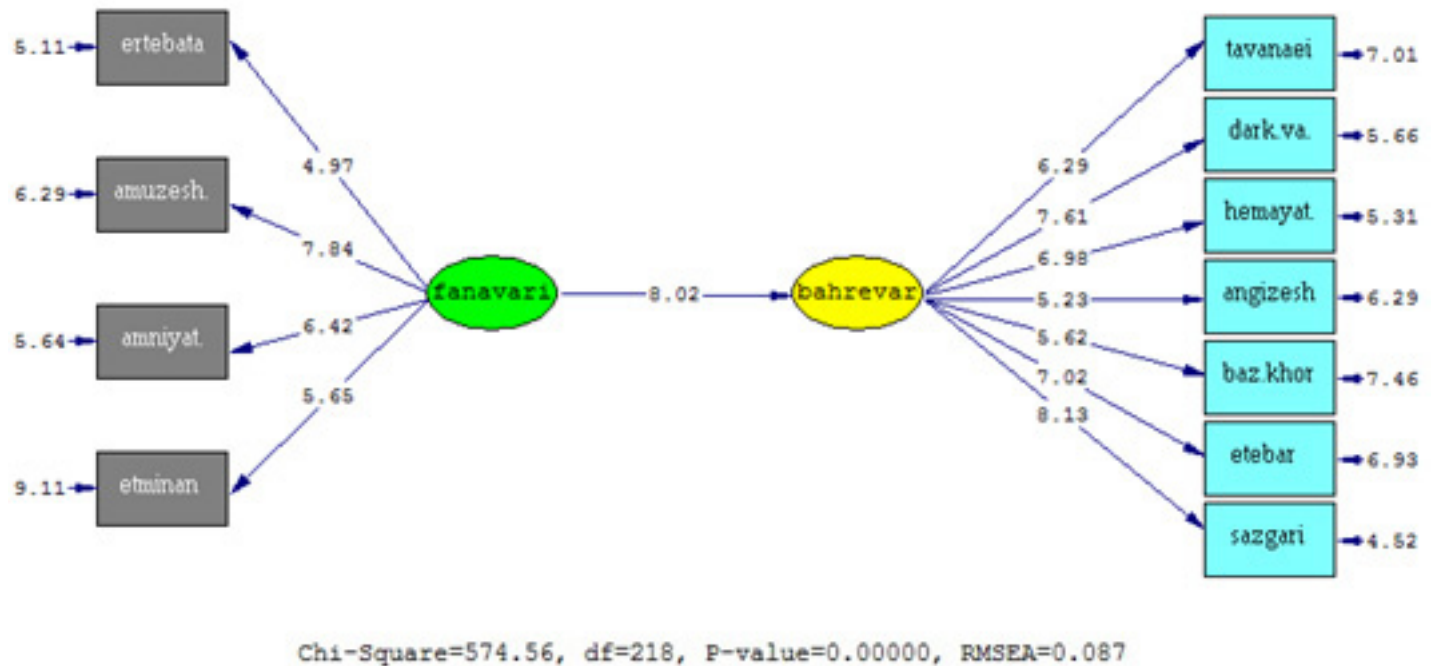 5.11
ertebata
4.97
6.29
amuzesh.
7.84
5.64
amniyat.
6.42
9.11
etminan
5.65
fanavari
8.02
bahrevar
6.29
tavanaei
7.01
7.61
dark.va.
5.66
6.98
hemayat.
5.31
5.23
angizesh
6.29
5.62
baz.khor
7.46
7.02
etebar
6.93
8.13
sazgari
4.52
Chi-Square=574.56, df=218, P-value=0.00000, RMSEA=0.087